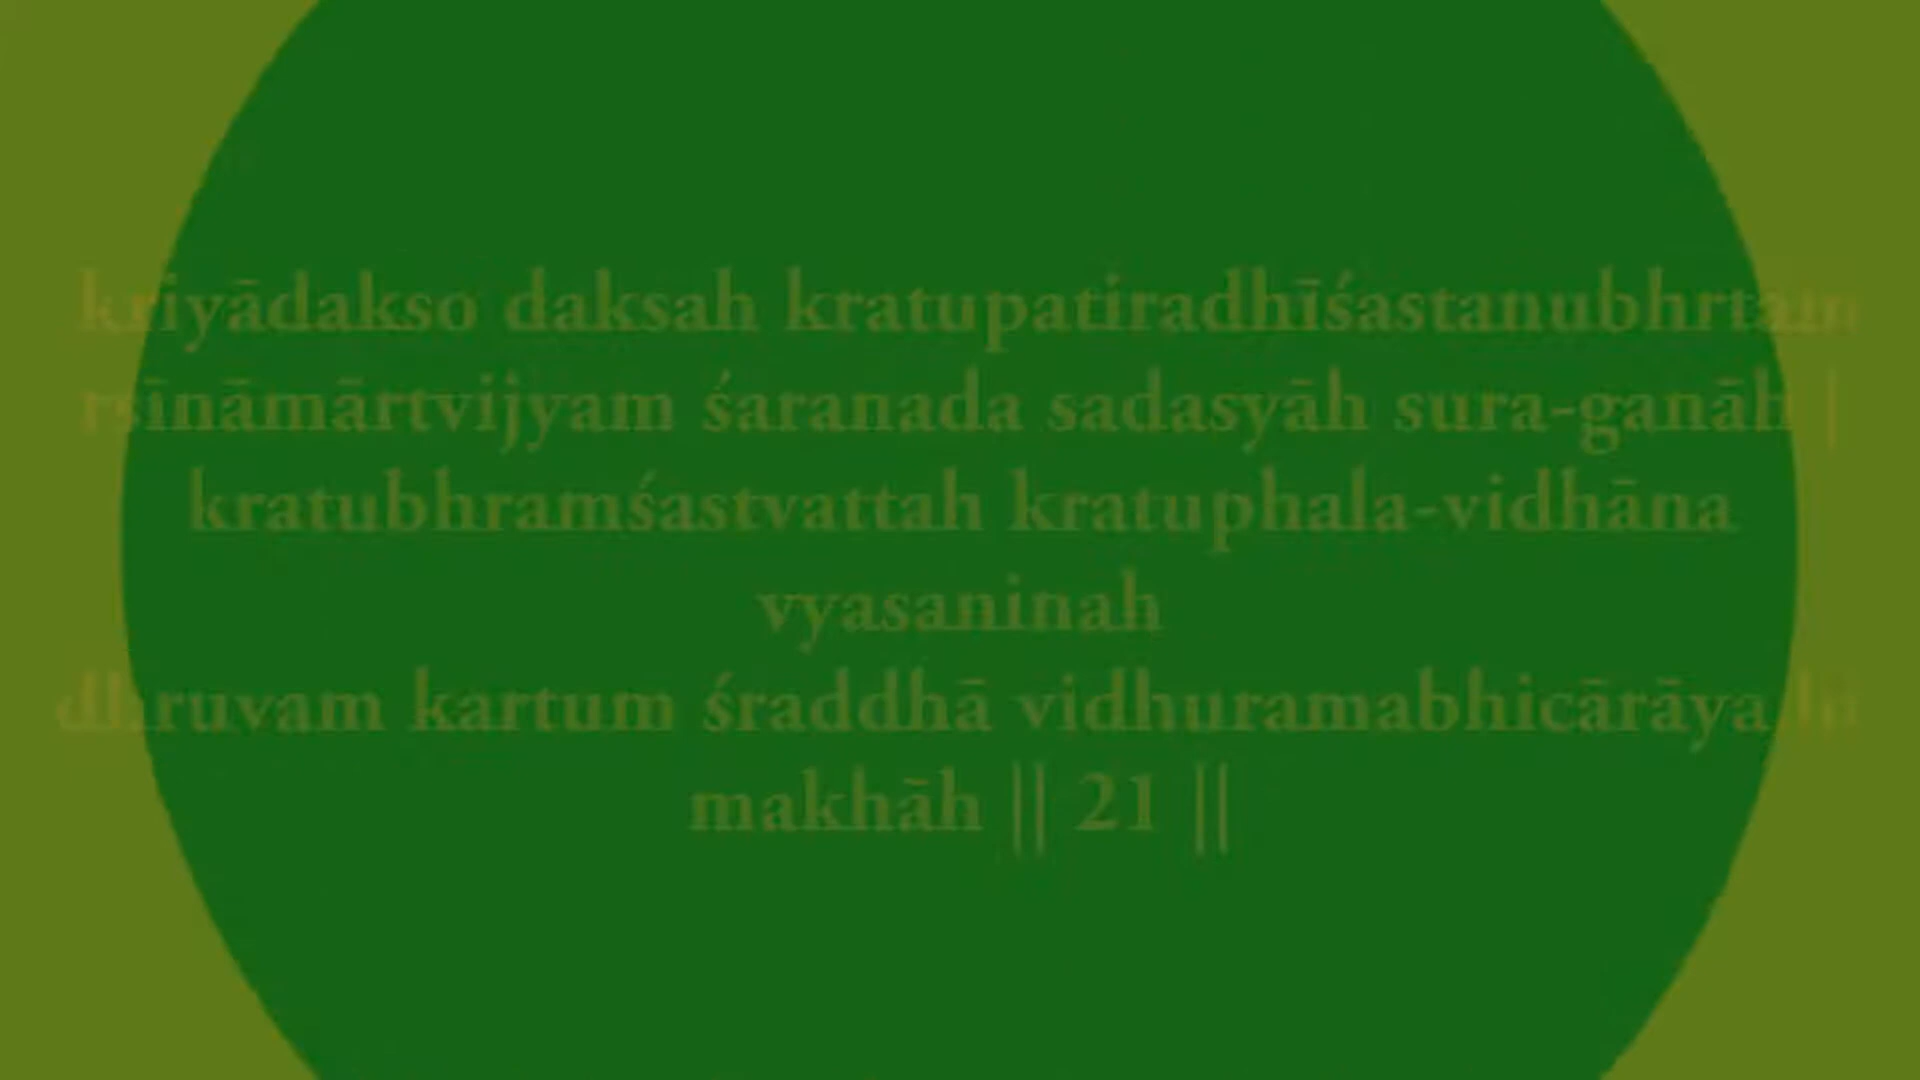 kriyādakso daksah kratupatiradhīśastanubhrtam
rsīnāmārtvijyam śaranada sadasyāh sura-ganāh |
kratubhramśastvattah kratuphala-vidhāna
vyasaninah
dhruvam kartum śraddhā vidhuramabhicārāya hi
makhāh || 21 ||